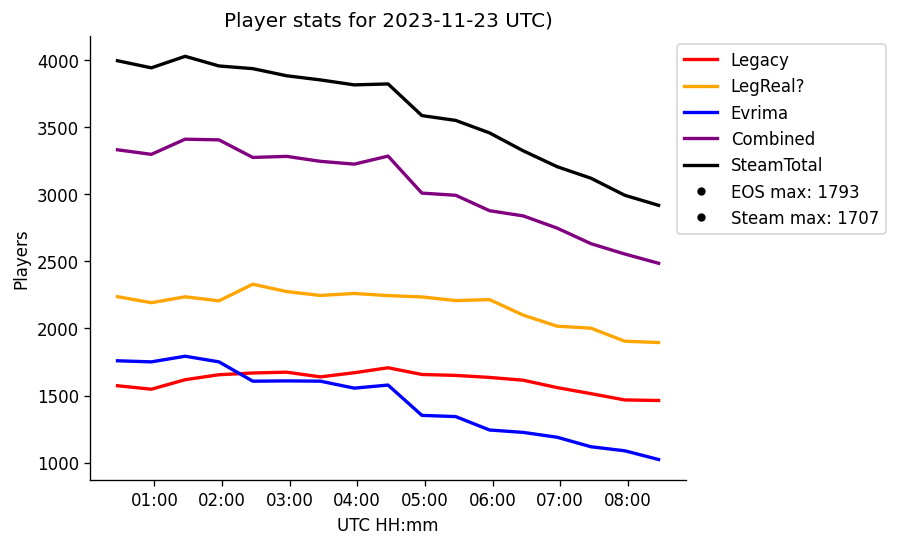 Player stats for 2023-11-23 UTC)
Players
4000
3500
3000
2500
2000
1500
1000
01:00 02:00 03:00 04:00 05:00 06:00 07:00 08:00
UTC HH:mm
Legacy
LegReal?
Evrima
Combined
SteamTotal
EOS max: 1793
Steam max: 1707